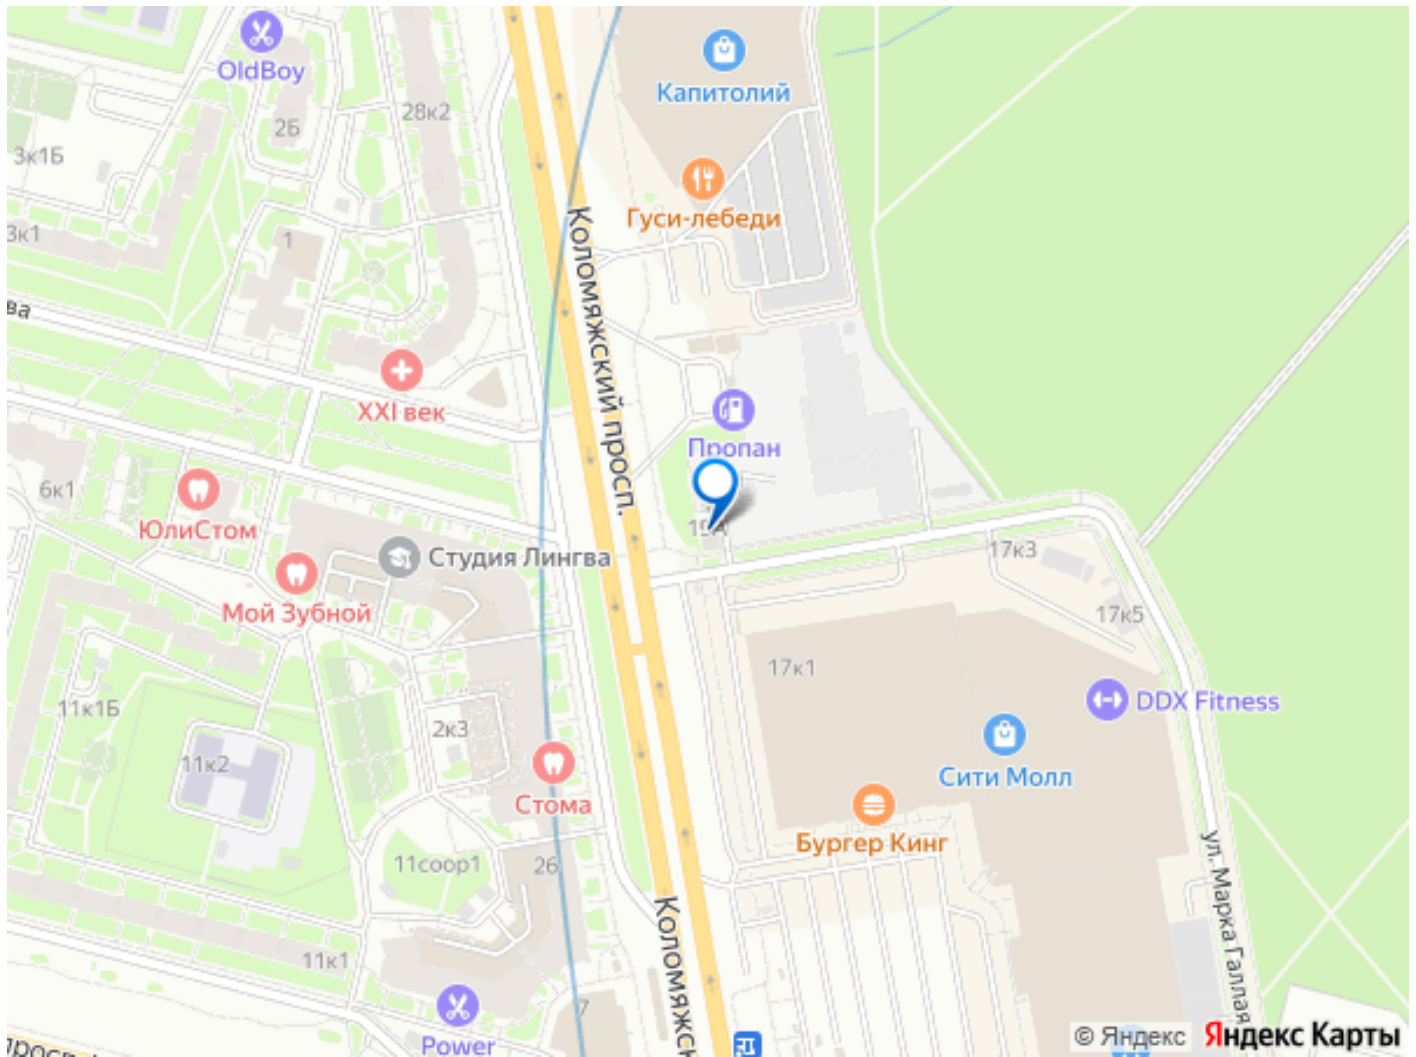 OldBoy
2Б
28к2
3к1Б
3к1
1
ва
Капитолий
Гуси-лебеди
Коломяжский просп.
XXI век
Пропан
6к1
ЮлиСтом
Студия Лингва
Мой Зубной
17к3
17к5
17к1
DDX Fitness
11к1Б
2к3
11к2
Стома
Сити Молл
Бургер Кинг
11соор1
26
ул. Марка Галлая
Коломяжск
11к1
7
Power
© Яндекс
Яндекс Карты